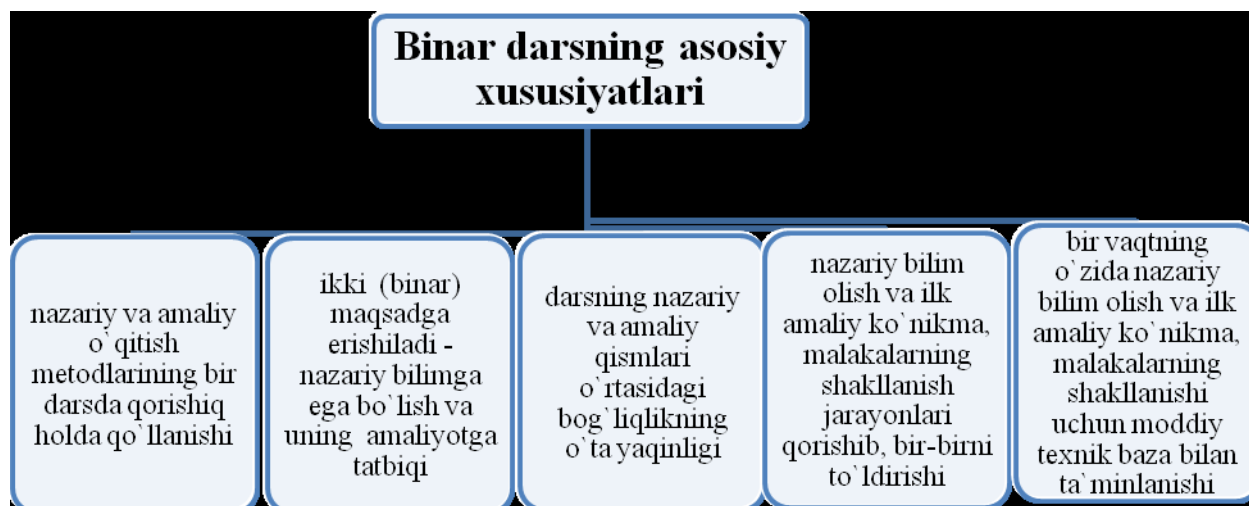 Binar darsning asosiy
xususiyatlari
nazariy va amaliy
o`qitish
metodlarining bir
darsda qorishiq
holda qo`llanishi
ikki (binar)
maqsadga
erishiladi -
nazariy bilimga
ega bo`lish va
uning amaliyotga
tatbiqi
darsning nazariy
va amaliy
qismlari
o`rtasidagi
bog`liqlikning
o`ta yaqinligi
nazariy bilim
olish va ilk
amaliy ko`nikma,
malakalarning
shakllanish
jarayonlari
qorishib, bir-birni
to`ldirishi
bir vaqtning
o`zida nazariy
bilim olish va ilk
amaliy ko`nikma,
malakalarning
shakllanishi
uchun moddiy
texnik baza bilan
ta`minlanishi